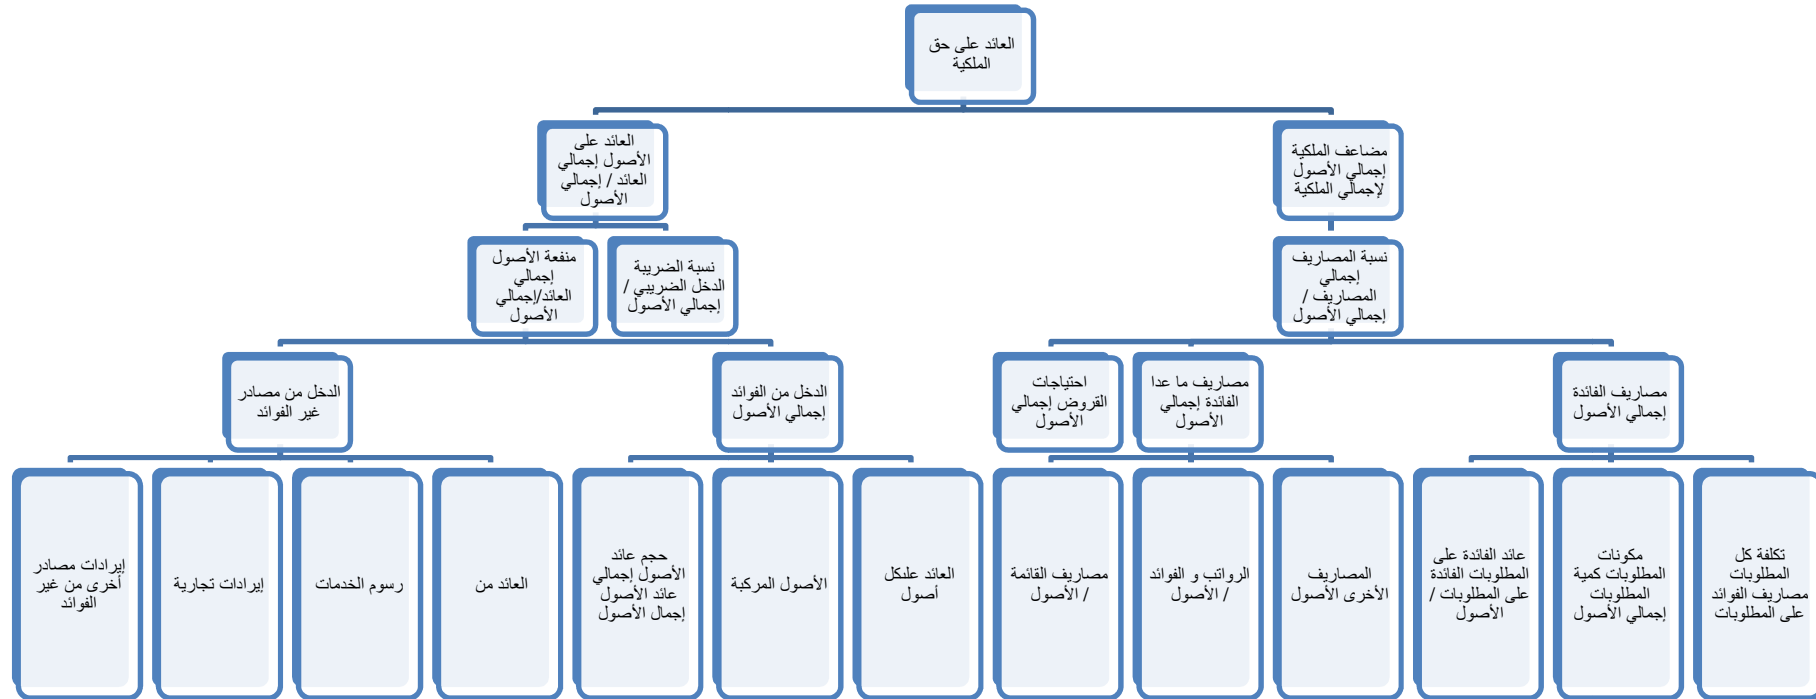 العائد على حق
الملكية
مضاعف الملكية
إجمالي الأصول
لإجمالي الملكية
العائد على
الأصول إجمالي
العائد / إجمالي
الأصول
نسبة المصاريف
إجمالي
المصاريف /
إجمالي الأصول
نسبة الضريبة
الدخل الضريبي /
إجمالي الأصول
منفعة الأصول
إجمالي
العائد/إجمالي
الأصول
مصاريف الفائدة
إجمالي الأصول
مصاريف ما عدا
الفائدة إجمالي
الأصول
احتياجات
القروض إجمالي
الأصول
الدخل من الفوائد
إجمالي الأصول
الدخل من مصادر
غير الفوائد
تكلفة كل
المطلوبات
مصاريف الفوائد
على المطلوبات
مكونات
المطلوبات كمية
المطلوبات
إجمالي الأصول
عائد الفائدة على
المطلوبات الفائدة
على المطلوبات /
الأصول
المصاريف
الأخرى الأصول
الرواتب و الفوائد
/ الأصول
مصاريف القائمة
/ الأصول
العائد علىكل
أصول
الأصول المركبة
حجم عائد
الأصول إجمالي
عائد الأصول
إجمال الأصول
العائد من
رسوم الخدمات
إيرادات تجارية
إيرادات مصادر
أخرى من غير
الفوائد